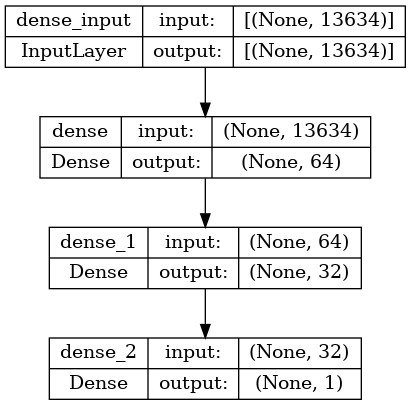 dense_input input: [(None, 13634)]
InputLayer output: [(None, 13634)]
dense input: (None, 13634)
Dense output: (None, 64)
dense_1 input: (None, 64)
Dense output: (None, 32)
dense_2 input: (None, 32)
Dense output: (None, 1)